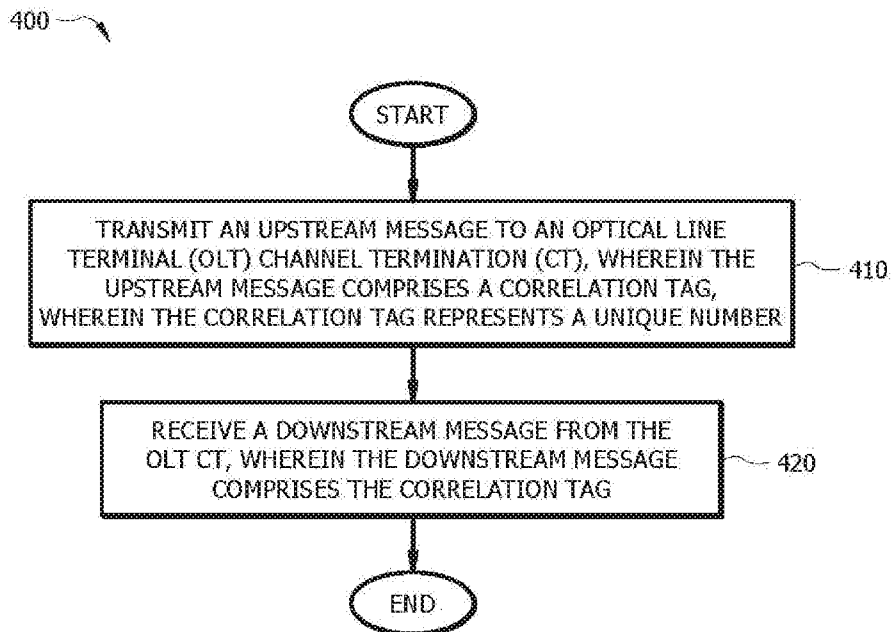 400
START
TRANSMIT AN UPSTREAM MESSAGE TO AN OPTICAL LINE
TERMINAL (OLT) CHANNEL TERMINATION (CT), WHEREIN THE
UPSTREAM MESSAGE COMPRISES A CORRELATION TAG,
WHEREIN THE CORRELATION TAG REPRESENTS A UNIQUE NUMBER
410
RECEIVE A DOWNSTREAM MESSAGE FROM THE
OLT CT, WHEREIN THE DOWNSTREAM MESSAGE
COMPRISES THE CORRELATION TAG
420
END